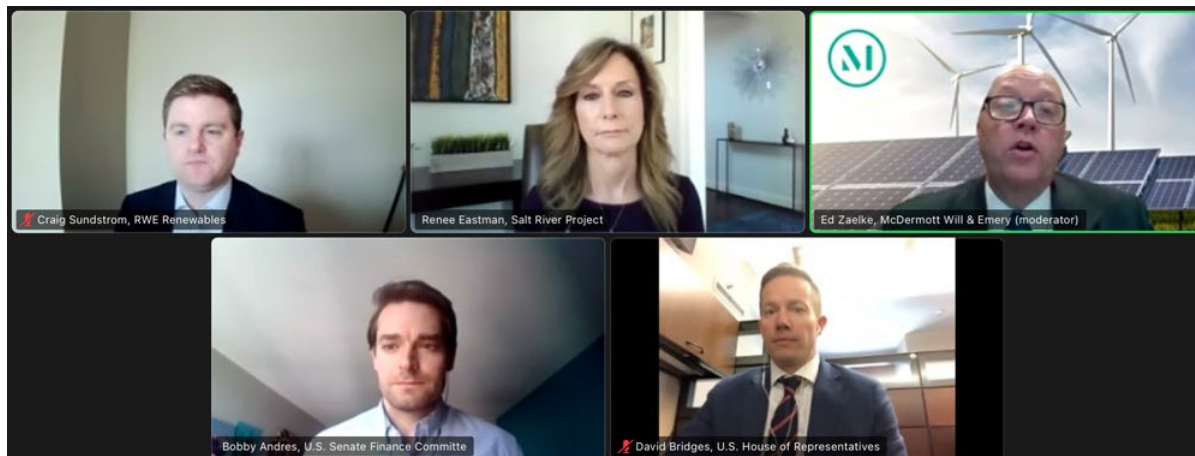 M
Craig Sundstrom, RWE Renewables
Renee Eastman, Salt River Project
Ed Zaelke, McDermott Will & Emery (moderator)
Bobby Andres, U.S. Senate Finance Committe
David Bridges, U.S. House of Representatives